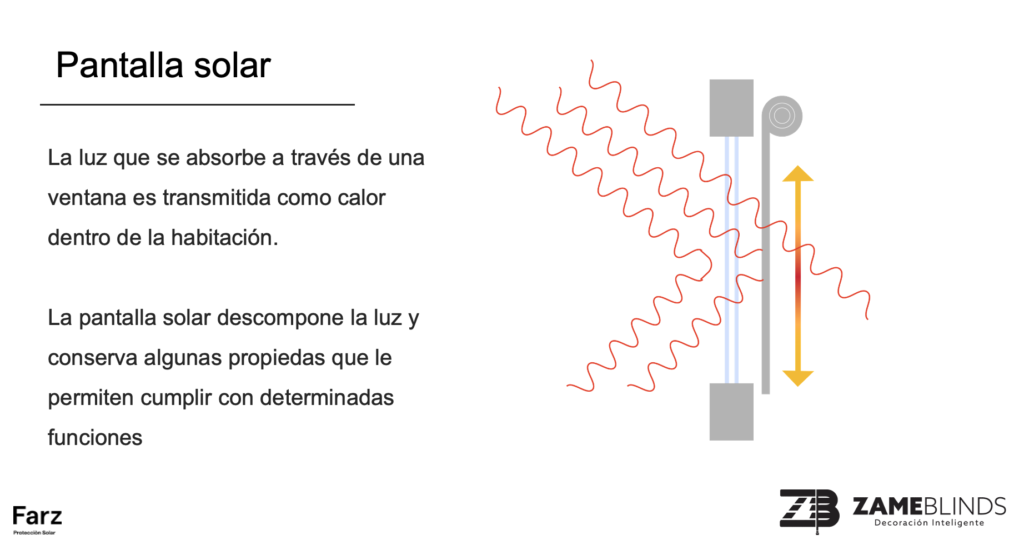 Pantalla solar
La luz que se absorbe a través de una
ventana es transmitida como calor
dentro de la habitación.
La pantalla solar descompone la luz y
conserva algunas propiedas que le
permiten cumplir con determinadas
funciones
Farz
Protección Solar
ZB
ZAMEBLINDS
Decoración Inteligente